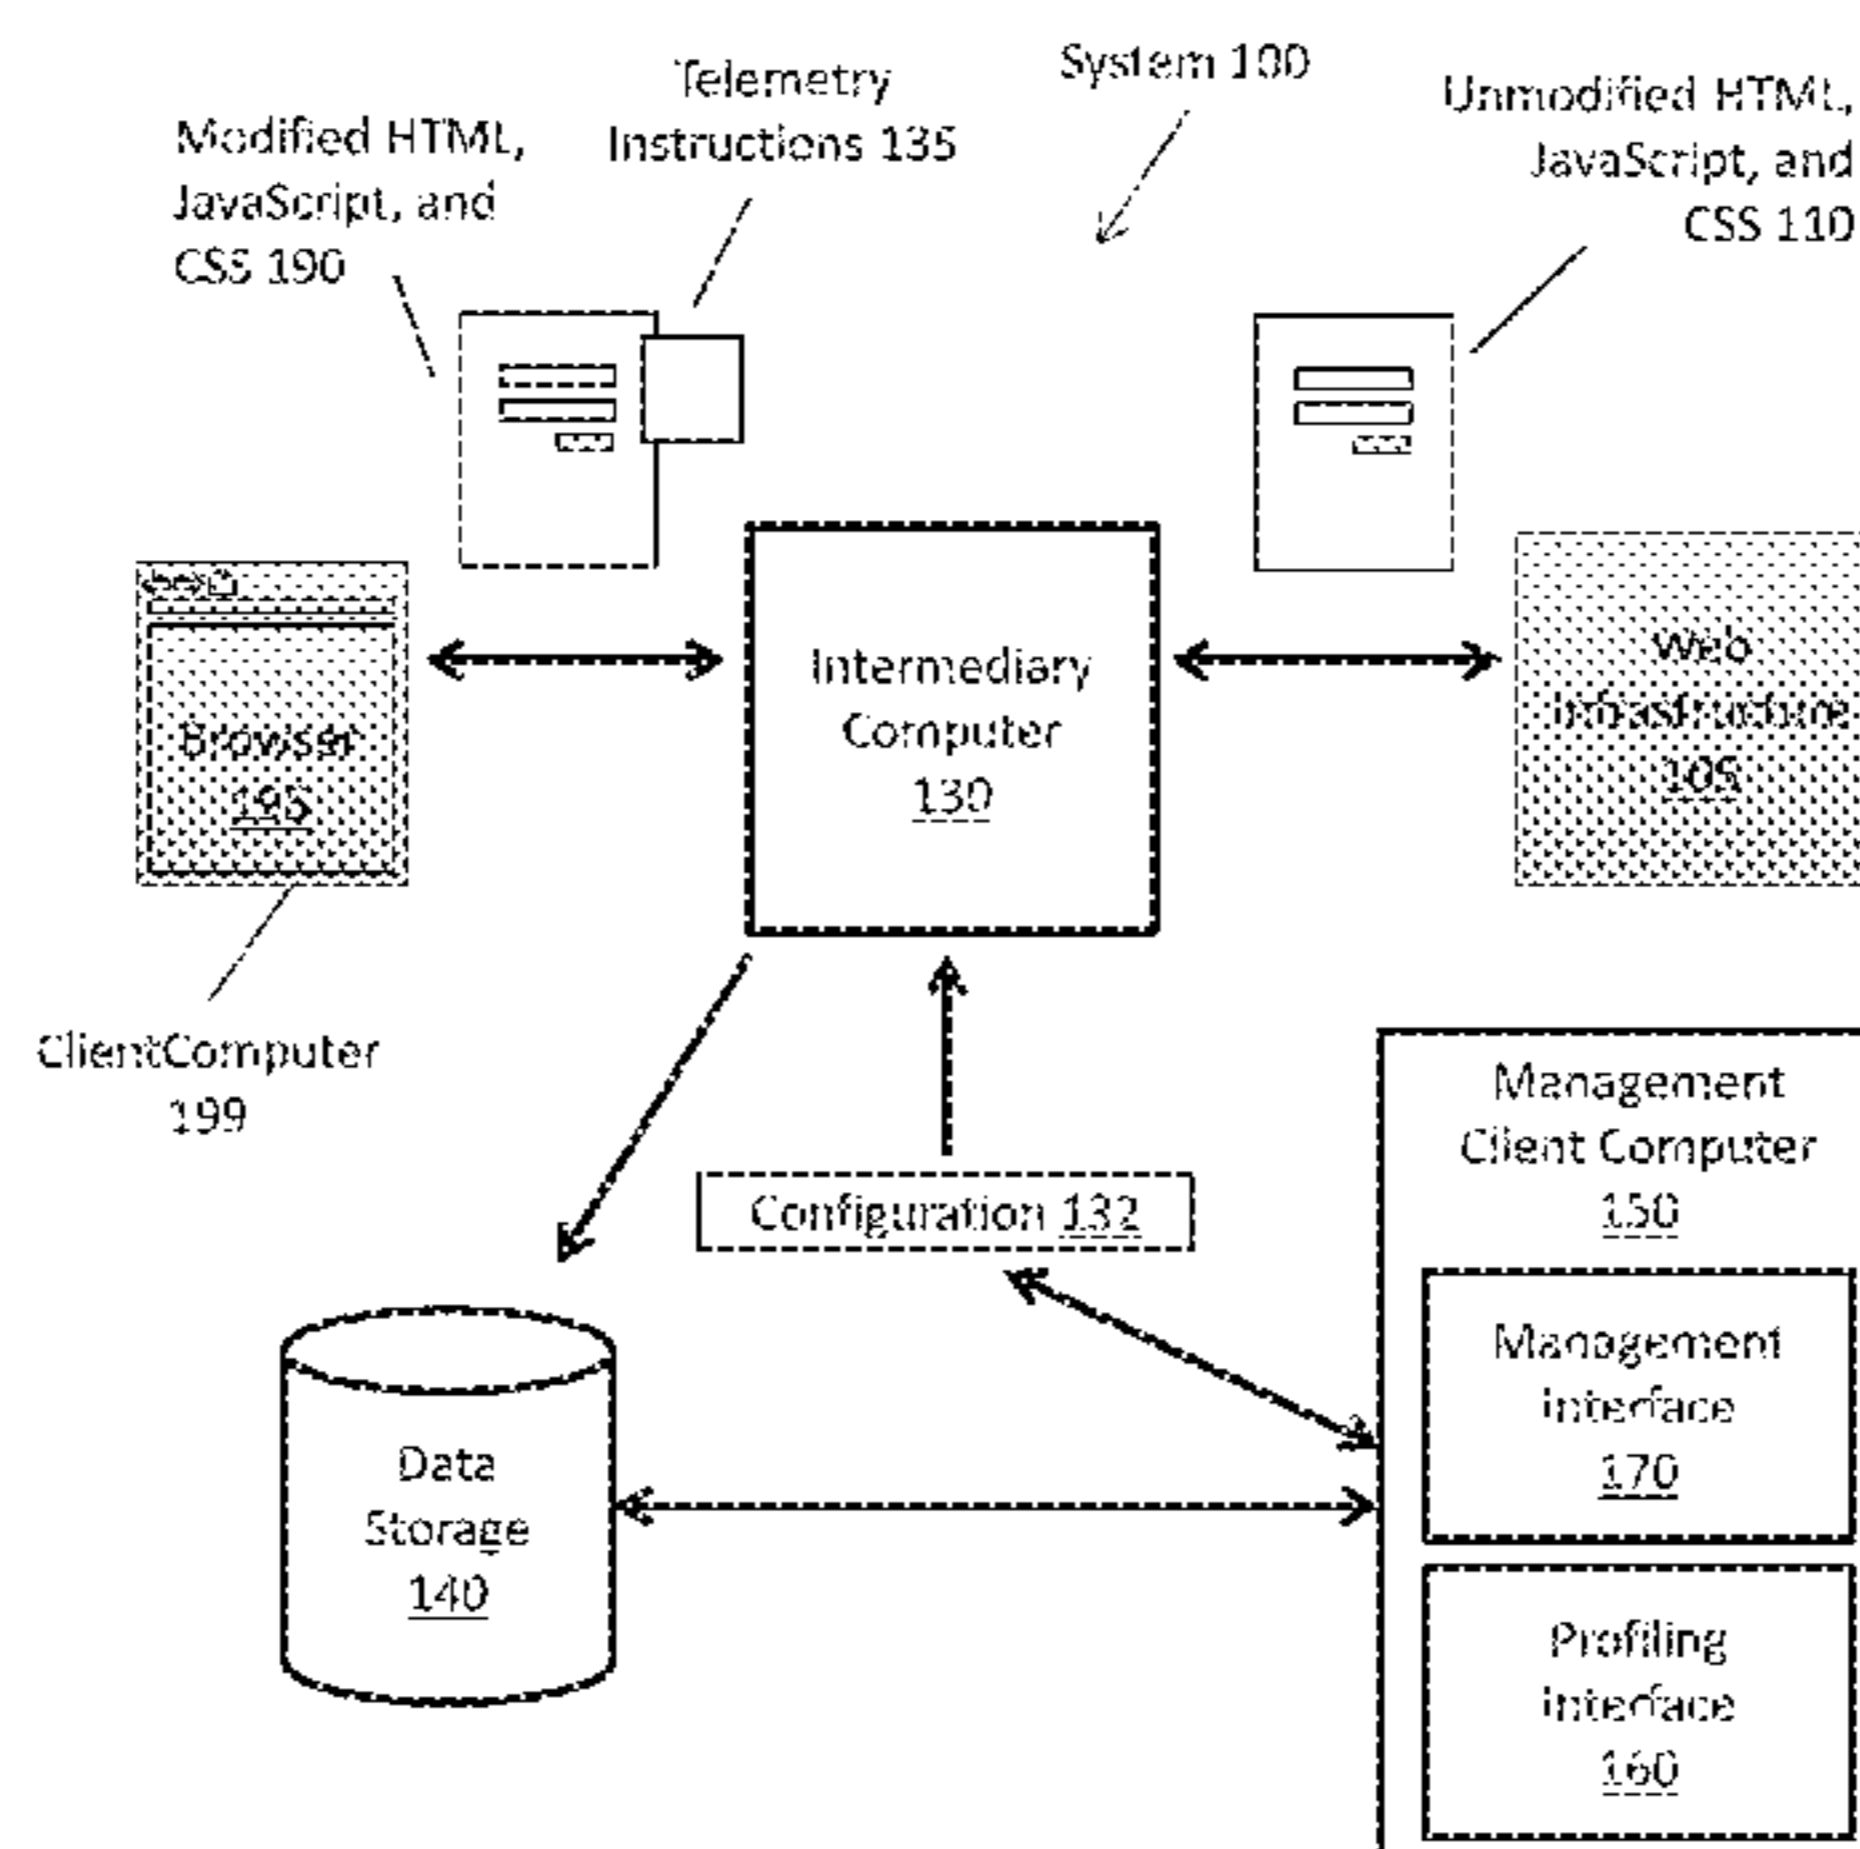 System 100
Telemetry
Instructions 135
Modified HTML,
JavaScript, and
CSS 190
Unmodified HTML,
JavaScript, and
CSS 110
Intermediary
Computer
130
Web
Infrastructure
105
Browser
195
ClientComputer
199
Configuration 132
Management
Client Computer
150
Management
Interface
170
Data
Storage
140
Profiling
Interface
160